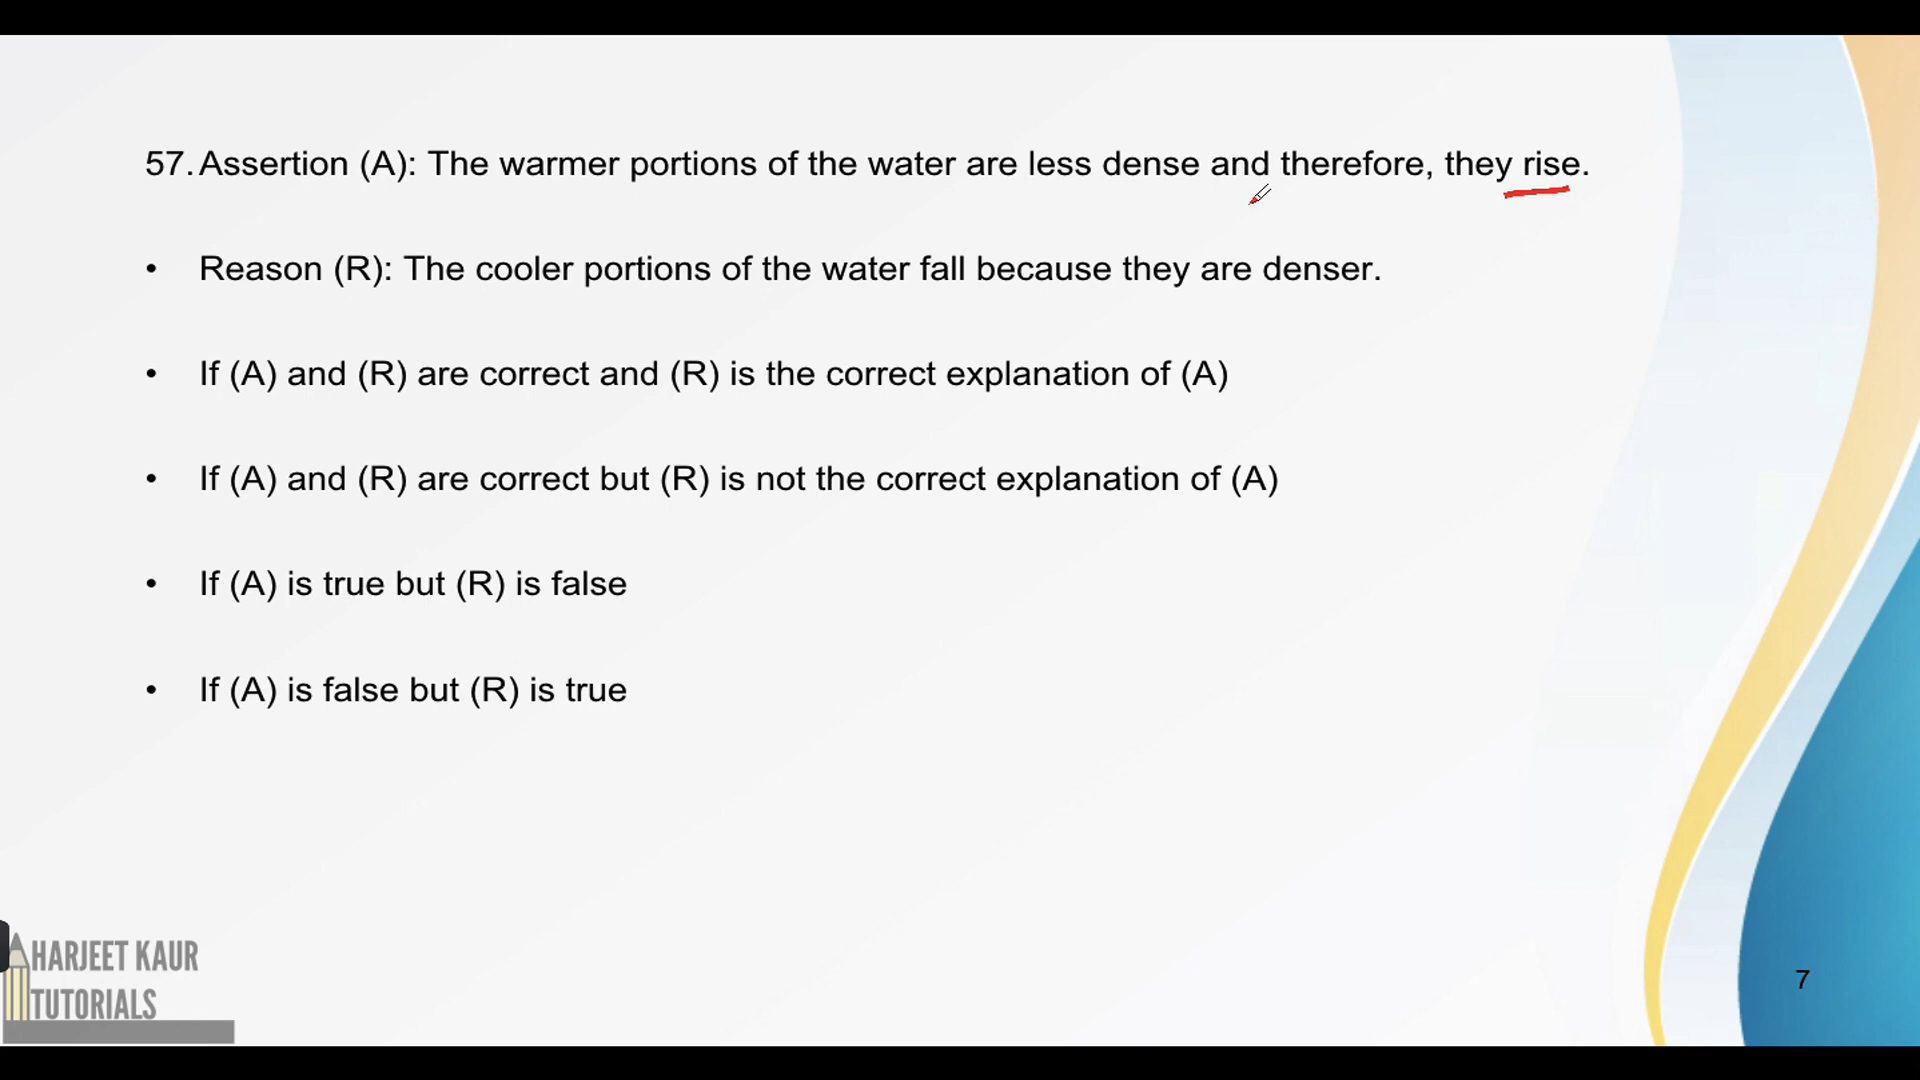 57. Assertion (A): The warmer portions of the water are less dense and therefore, they rise.
• Reason (R): The cooler portions of the water fall because they are denser.
• If (A) and (R) are correct and (R) is the correct explanation of (A)
• If (A) and (R) are correct but (R) is not the correct explanation of (A)
• If (A) is true but (R) is false
• If (A) is false but (R) is true
HARJEET KAUR
TUTORIALS
7